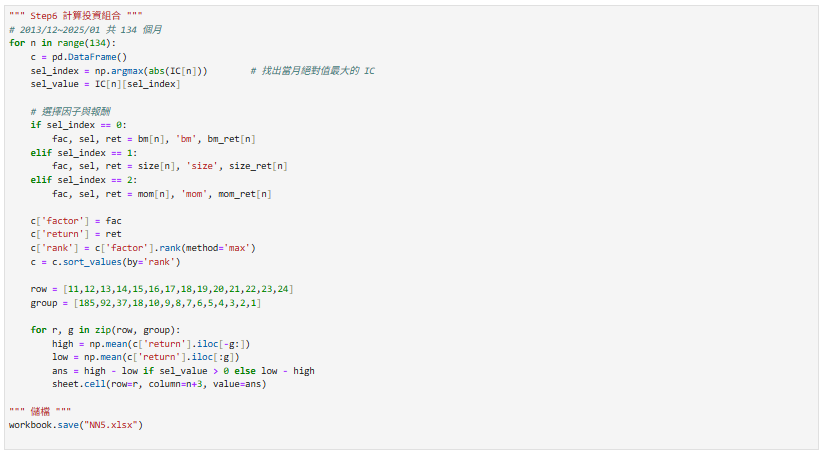 """ Step6 計算投資組合 """
# 2013/12~2025/01 共 134 個月
for n in range(134):
    c = pd.DataFrame()
    sel_index = np.argmax(abs(IC[n]))       # 找出當月絕對值最大的 IC
    sel_value = IC[n][sel_index]

    # 選擇因子與報酬
    if sel_index == 0:
        fac, sel, ret = bm[n], 'bm', bm_ret[n]
    elif sel_index == 1:
        fac, sel, ret = size[n], 'size', size_ret[n]
    elif sel_index == 2:
        fac, sel, ret = mom[n], 'mom', mom_ret[n]

    c['factor'] = fac
    c['return'] = ret
    c['rank'] = c['factor'].rank(method='max')
    c = c.sort_values(by='rank')

    row = [11,12,13,14,15,16,17,18,19,20,21,22,23,24]
    group = [185,92,37,18,10,9,8,7,6,5,4,3,2,1]

    for r, g in zip(row, group):
        high = np.mean(c['return'].iloc[-g:])
        low = np.mean(c['return'].iloc[:g])
        ans = high - low if sel_value > 0 else low - high
        sheet.cell(row=r, column=n+3, value=ans)

""" 儲檔 """
workbook.save("NN5.xlsx")